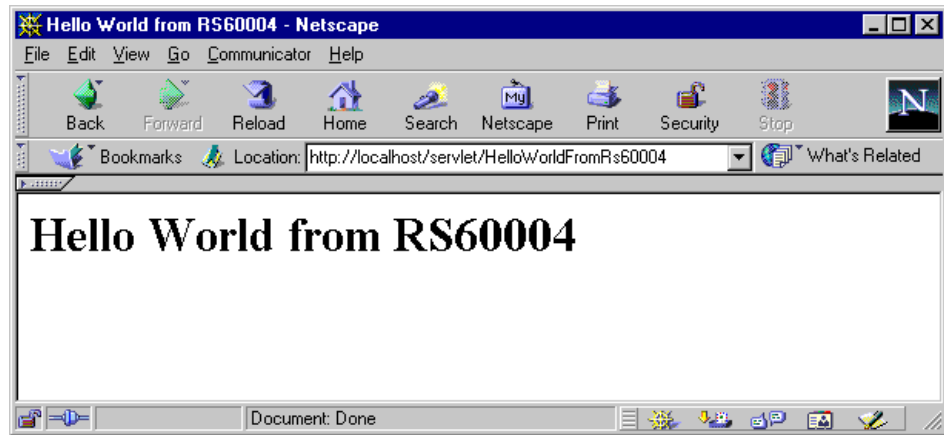 Hello World from RS60004 - Netscape
File Edit View Go Communicator Help
My
Back Forward Reload Home Search Netscape Print Security Stop
N
Bookmarks Location: http://localhost/servlet/HelloWorldFromRs60004 What's Related
Hello World from RS60004
Document: Done